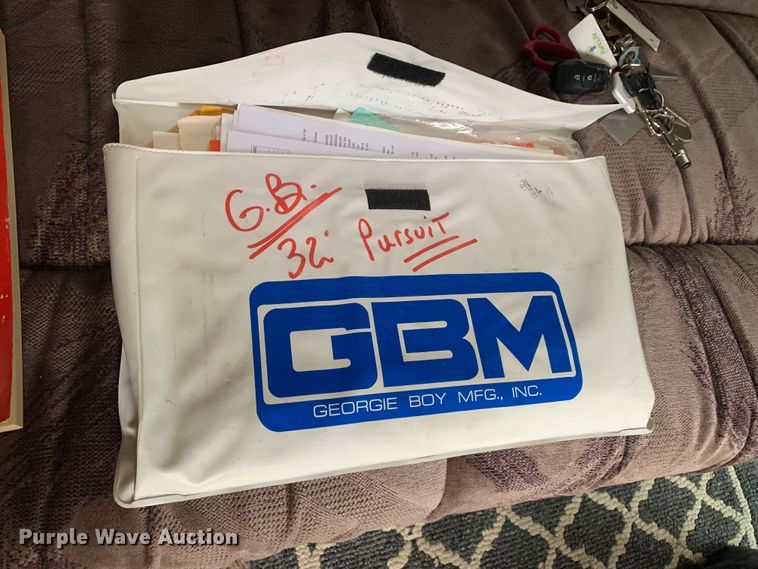 G.B.
32' Pursuit
GBM
GEORGIE BOY MFG., INC.
Purple Wave Auction